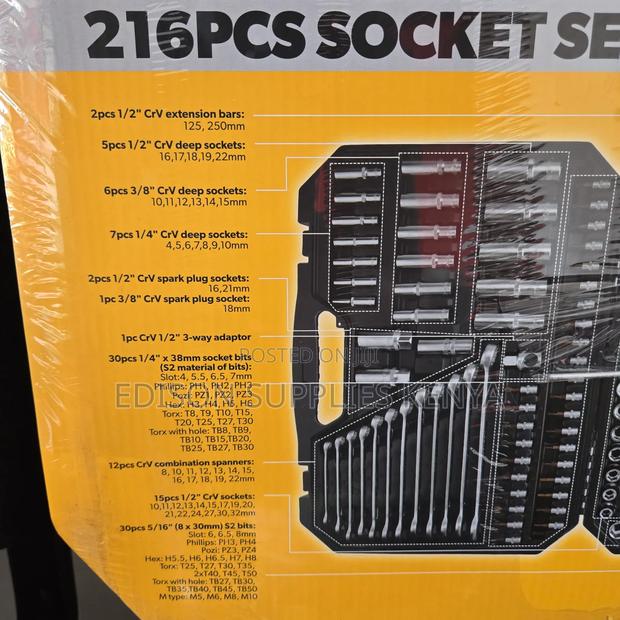 216PCS SOCKET SE
2pcs 1/2" CrV extension bars:
125, 250mm
5pcs 1/2" CrV deep sockets:
16,17,18,19,22mm
6pcs 3/8" CrV deep sockets:
10,11,12,13,14,15mm
7pcs 1/4" CrV deep sockets:
4,5,6,7,8,9,10mm
2pcs 1/2" CrV spark plug sockets:
16,21mm
1pc 3/8" CrV spark plug socket:
18mm
1pc CrV 1/2" 3-way adaptor
POSTED ON
30pcs 1/4" x 38mm socket bits
(S2 material of bits):
Slot:4, 5.5, 6.5, 7mm
Phillips: PH1, PH2, PH3
Pozi: PZ1, PZ2, PZ3
EDISON SUPPLIES KENYA
Hex: H3, H4, H5, H6
Torx: T8, T9, T10, T15,
T20, T25, T27, T30
Torx with hole: TB8, TB9,
TB10, TB15,TB20,
TB25, TB27, TB30
12pcs CrV combination spanners:
8, 10, 11, 12, 13, 14, 15,
16, 17, 18, 19, 22mm
15pcs 1/2" CrV sockets:
10,11,12,13,14,15,17,19,20,
21,22,24,27,30,32mm
30pcs 5/16" (8 x 30mm) S2 bits:
Slot: 6, 6.5, 8mm
Phillips: PH3, PH4
Pozi: PZ3, PZ4
Hex: H5.5, H6, H6.5, H7, H8
Torx: T25, T27, T30, T35,
2xT40, T45, T50
Torx with hole: TB27, TB30,
TB35,TB40, TB45, TB50
M type: M5, M6, M8, M10